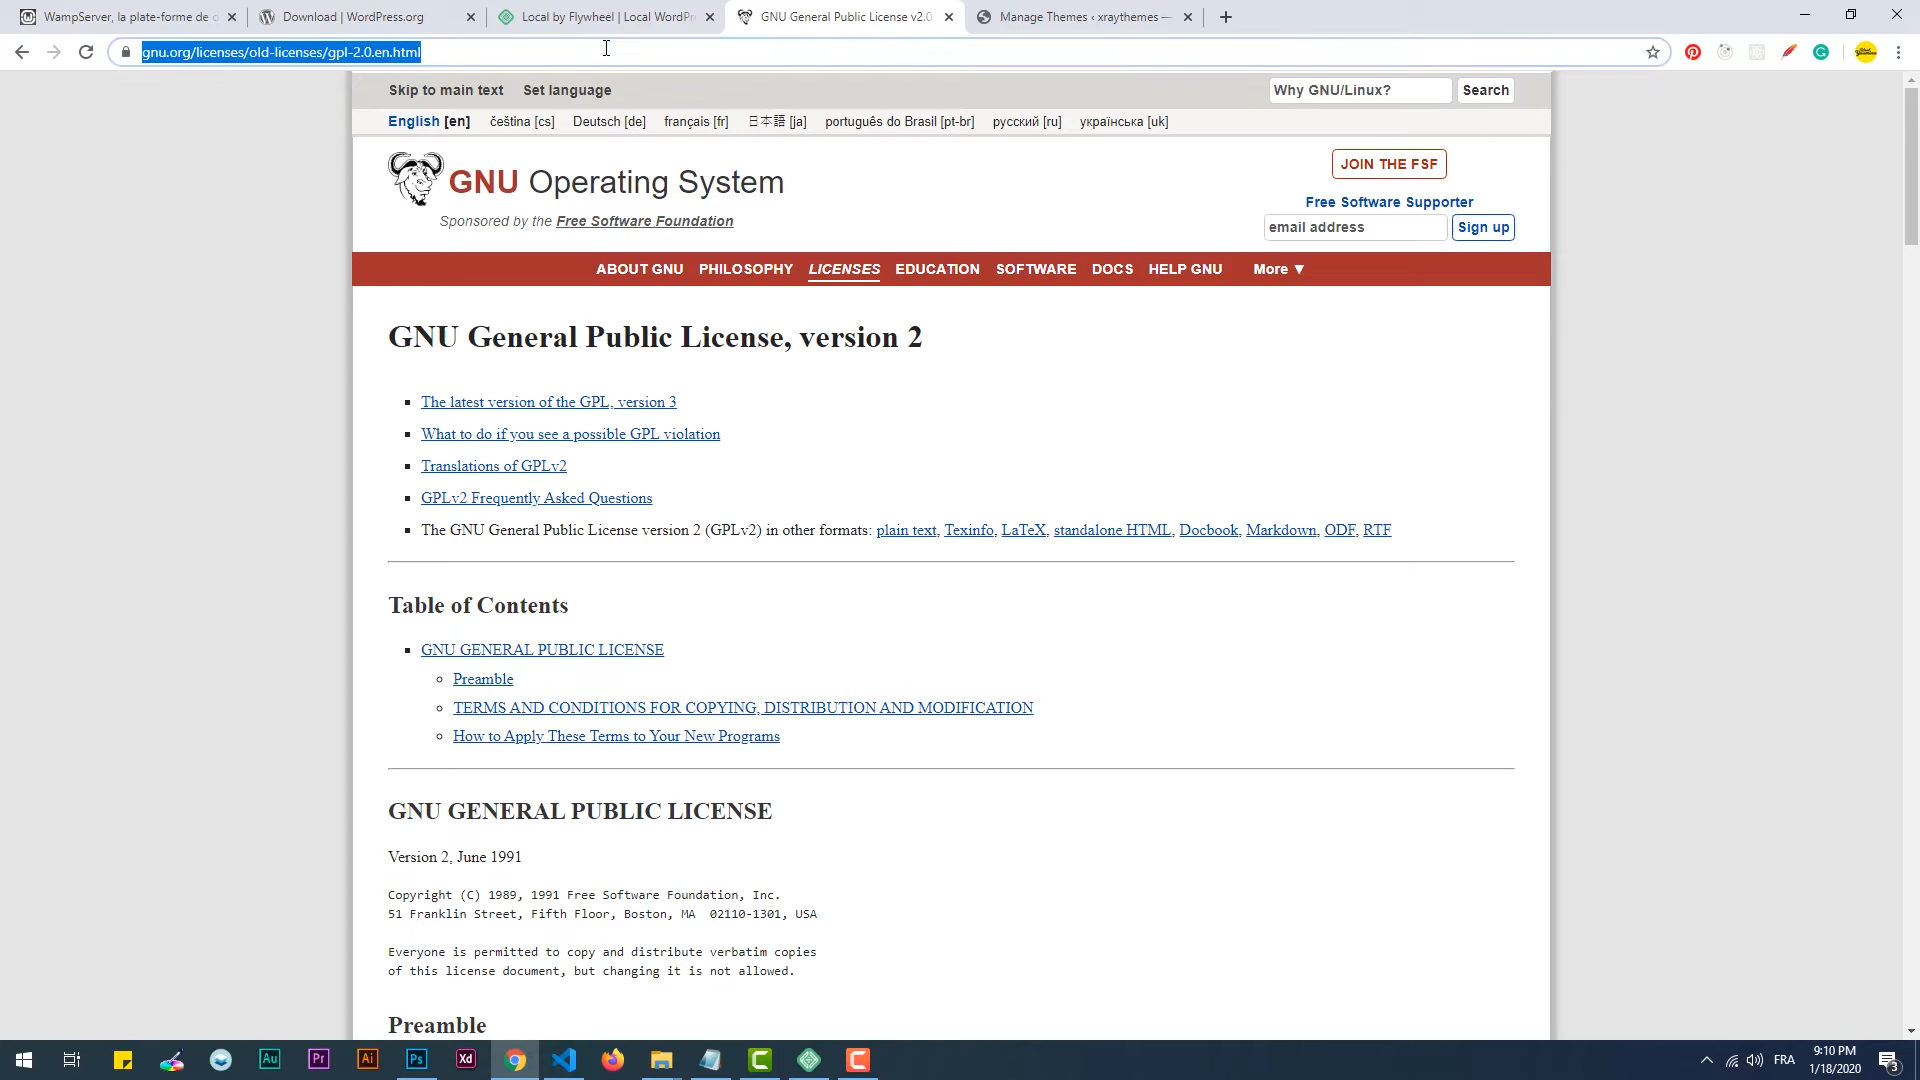 WampServer, la plate-forme de
Download | WordPress.org
Local by Flywheel | Local WordPr
GNU General Public License v2.0
Manage Themes ‹ xraythemes —
gnu.org/licenses/old-licenses/gpl-2.0.en.html
Skip to main text Set language
Why GNU/Linux? Search
English [en] čeština [cs] Deutsch [de] français [fr] 日本語 [ja] português do Brasil [pt-br] русский [ru] українська [uk]
GNU Operating System
Sponsored by the Free Software Foundation
JOIN THE FSF
Free Software Supporter
email address Sign up
ABOUT GNU PHILOSOPHY LICENSES EDUCATION SOFTWARE DOCS HELP GNU More ▼
GNU General Public License, version 2
The latest version of the GPL, version 3
What to do if you see a possible GPL violation
Translations of GPLv2
GPLv2 Frequently Asked Questions
The GNU General Public License version 2 (GPLv2) in other formats: plain text, Texinfo, LaTeX, standalone HTML, Docbook, Markdown, ODF, RTF
Table of Contents
GNU GENERAL PUBLIC LICENSE
Preamble
TERMS AND CONDITIONS FOR COPYING, DISTRIBUTION AND MODIFICATION
How to Apply These Terms to Your New Programs
GNU GENERAL PUBLIC LICENSE
Version 2, June 1991
Copyright (C) 1989, 1991 Free Software Foundation, Inc.
51 Franklin Street, Fifth Floor, Boston, MA  02110-1301, USA
Everyone is permitted to copy and distribute verbatim copies
of this license document, but changing it is not allowed.
Preamble
Au Pr Ai Ps Xd
FRA
9:10 PM
1/18/2020
3